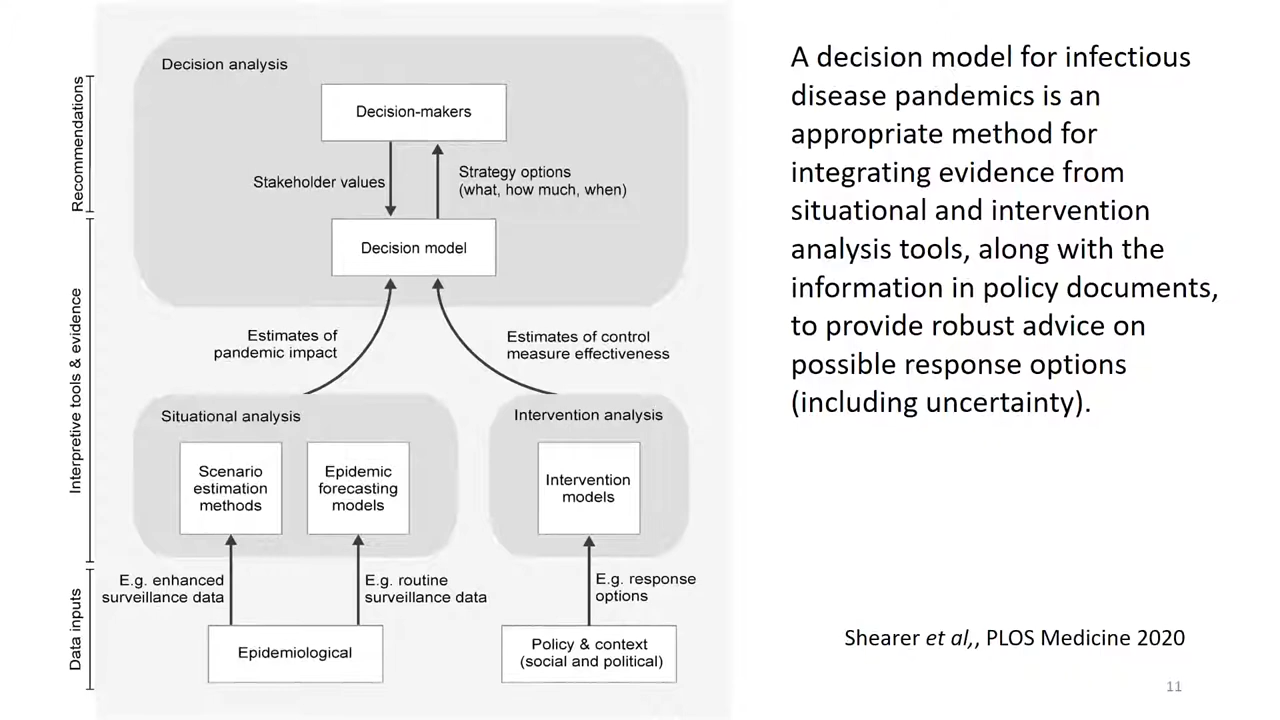 Decision analysis
Decision-makers
Stakeholder values
Strategy options
(what, how much, when)
Decision model
Estimates of
pandemic impact
Estimates of control
measure effectiveness
Situational analysis
Scenario
estimation
methods
Epidemic
forecasting
models
Intervention analysis
Intervention
models
E.g. enhanced
surveillance data
E.g. routine
surveillance data
E.g. response
options
Epidemiological
Policy & context
(social and political)
Recommendations
Interpretive tools & evidence
Data inputs
A decision model for infectious
disease pandemics is an
appropriate method for
integrating evidence from
situational and intervention
analysis tools, along with the
information in policy documents,
to provide robust advice on
possible response options
(including uncertainty).
Shearer et al,, PLOS Medicine 2020
11